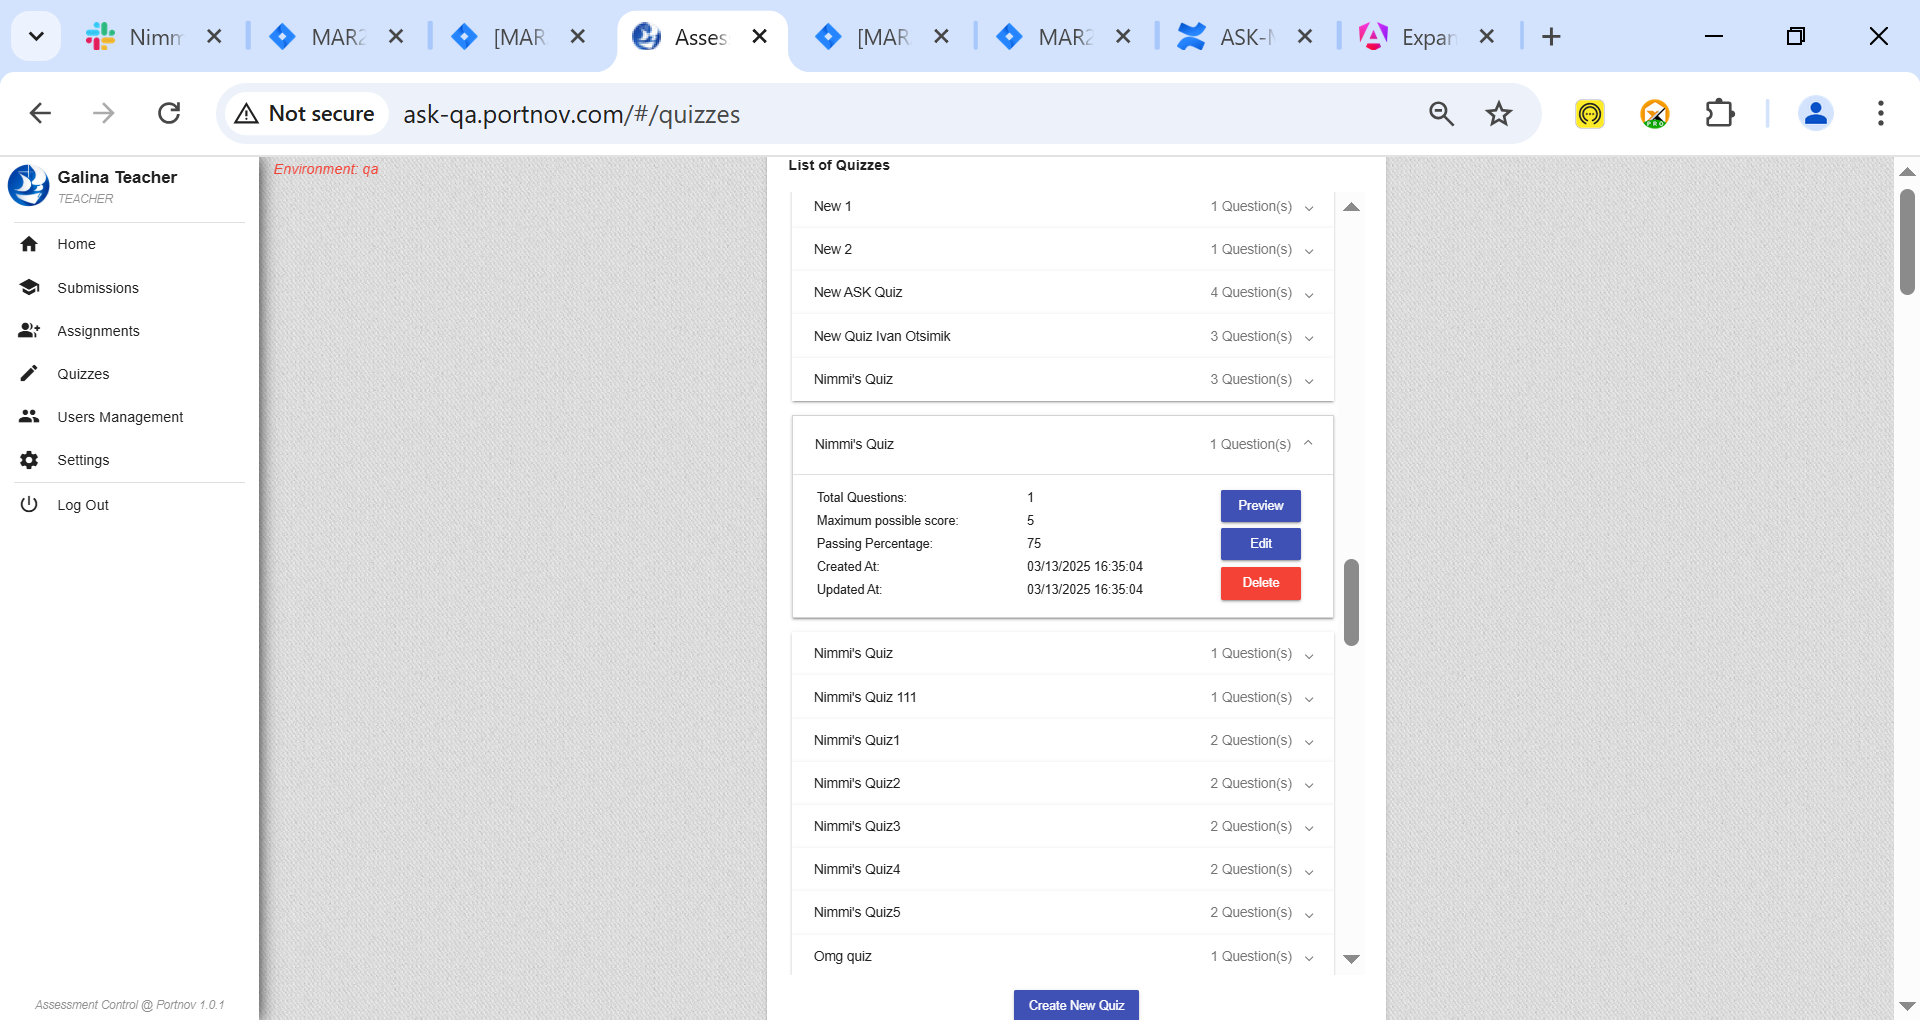 Nimm
MAR2
[MAR
Asses
[MAR
MAR2
ASK-M
Expan
Not secure
ask-qa.portnov.com/#/quizzes
Galina Teacher
TEACHER
Home
Submissions
Assignments
Quizzes
Users Management
Settings
Log Out
Assessment Control @ Portnov 1.0.1
Environment: qa
List of Quizzes
New 1 1 Question(s)
New 2 1 Question(s)
New ASK Quiz 4 Question(s)
New Quiz Ivan Otsimik 3 Question(s)
Nimmi's Quiz 3 Question(s)
Nimmi's Quiz 1 Question(s)
Total Questions: 1
Maximum possible score: 5
Passing Percentage: 75
Created At: 03/13/2025 16:35:04
Updated At: 03/13/2025 16:35:04
Preview
Edit
Delete
Nimmi's Quiz 1 Question(s)
Nimmi's Quiz 111 1 Question(s)
Nimmi's Quiz1 2 Question(s)
Nimmi's Quiz2 2 Question(s)
Nimmi's Quiz3 2 Question(s)
Nimmi's Quiz4 2 Question(s)
Nimmi's Quiz5 2 Question(s)
Omg quiz 1 Question(s)
Create New Quiz